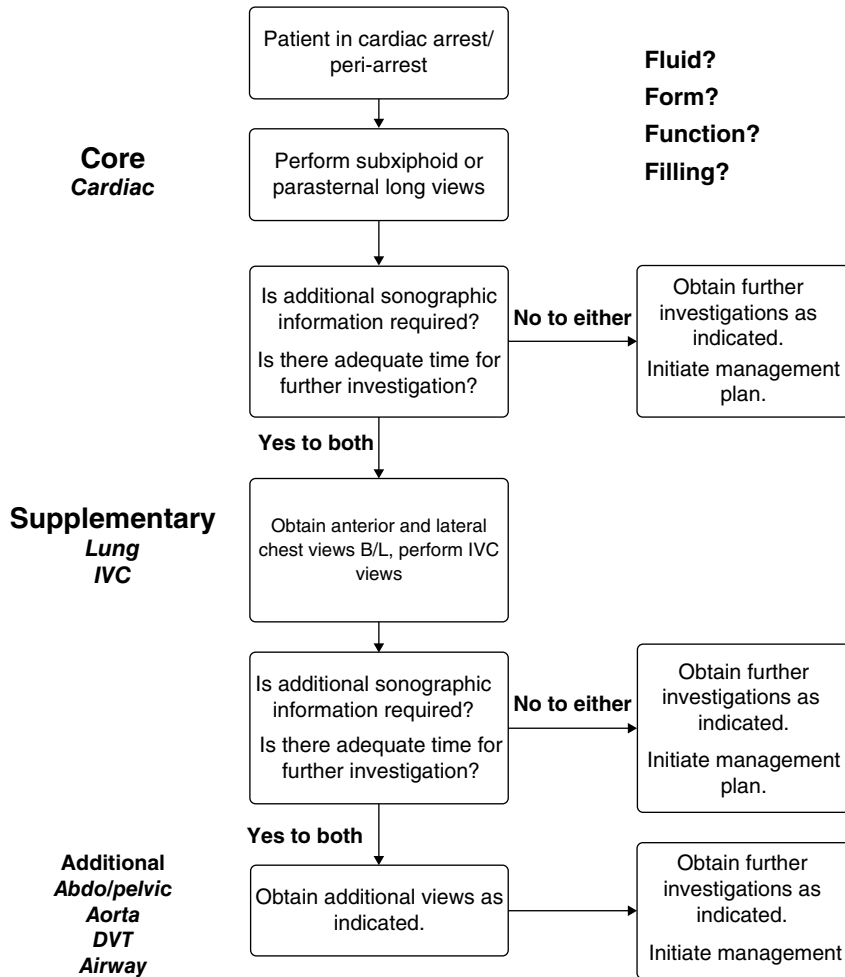 Patient in cardiac arrest/
peri-arrest
Fluid?
Form?
Function?
Filling?
Core
Cardiac
Perform subxiphoid or
parasternal long views
Is additional sonographic
information required?
Is there adequate time for
further investigation?
No to either
Obtain further
investigations as
indicated.
Initiate management
plan.
Yes to both
Supplementary
Lung
IVC
Obtain anterior and lateral
chest views B/L, perform IVC
views
Is additional sonographic
information required?
Is there adequate time for
further investigation?
No to either
Obtain further
investigations as
indicated.
Initiate management
plan.
Yes to both
Additional
Abdo/pelvic
Aorta
DVT
Airway
Obtain additional views as
indicated.
Obtain further
investigations as
indicated.
Initiate management